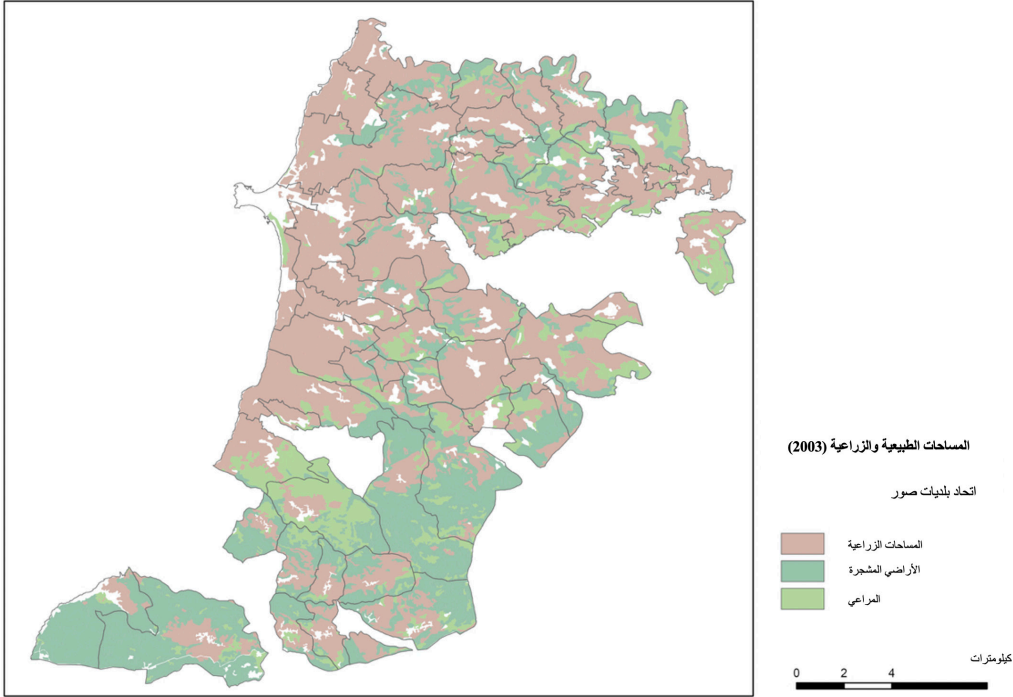 المساحات الطبيعية والزراعية (2003)
اتحاد بلديات صور
المساحات الزراعية
الأراضي المشجرة
المراعي
كيلومترات
0 2 4